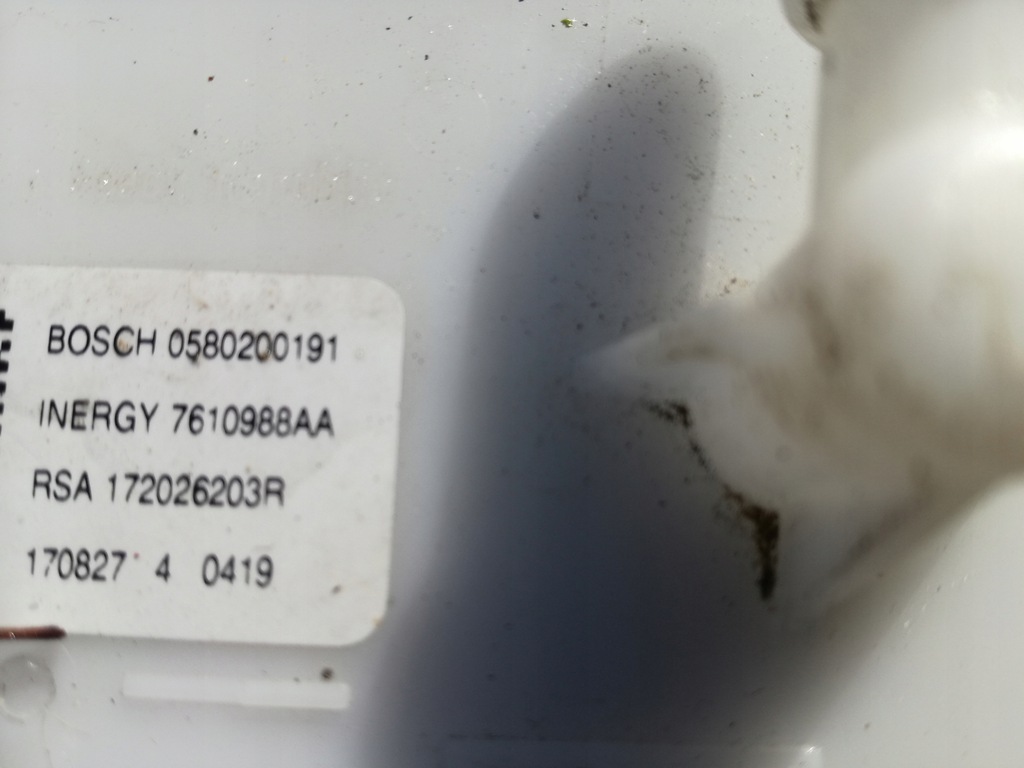 BOSCH 0580200191
INERGY 7610988AA
RSA 172026203R
170827 4 0419